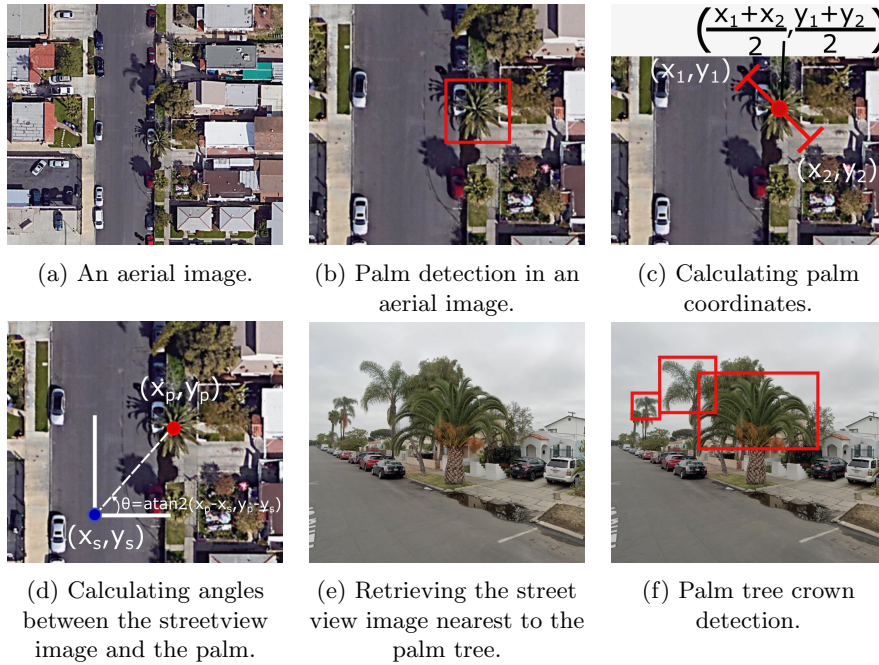 (x₁+x₂/2, y₁+y₂/2)
(x₁,y₁)
(x₂,y₂)
(a) An aerial image.
(b) Palm detection in an
aerial image.
(c) Calculating palm
coordinates.
(xₚ,yₚ)
θ=atan2(xₚ-xₛ,yₚ-yₛ)
(xₛ,yₛ)
(d) Calculating angles
between the streetview
image and the palm.
(e) Retrieving the street
view image nearest to the
palm tree.
(f) Palm tree crown
detection.